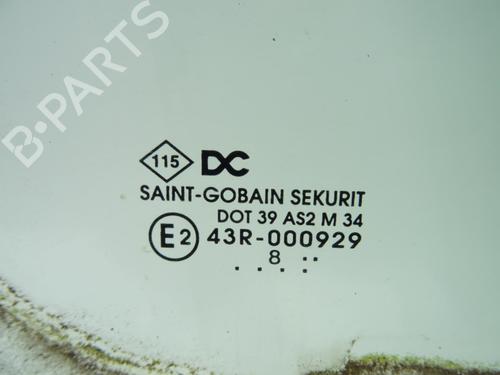 B-PARTS
115 DC
SAINT-GOBAIN SEKURIT
DOT 39 AS2 M 34
E2 43R-000929
8
.. .::